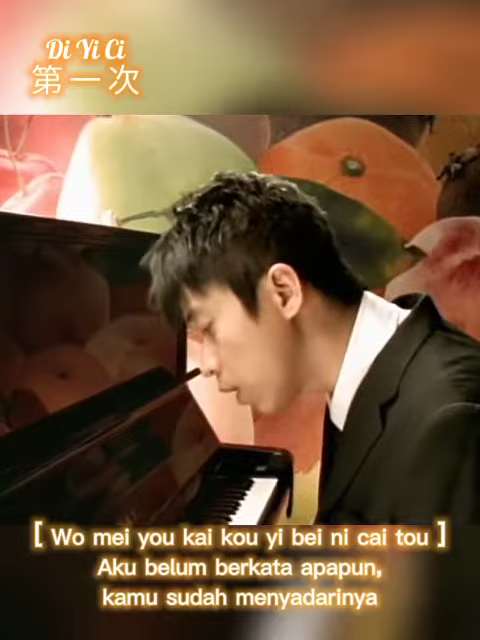 Di Yi Ci
第一次
[ Wo mei you kai kou yi bei ni cai tou ]
Aku belum berkata apapun,
kamu sudah menyadarinya